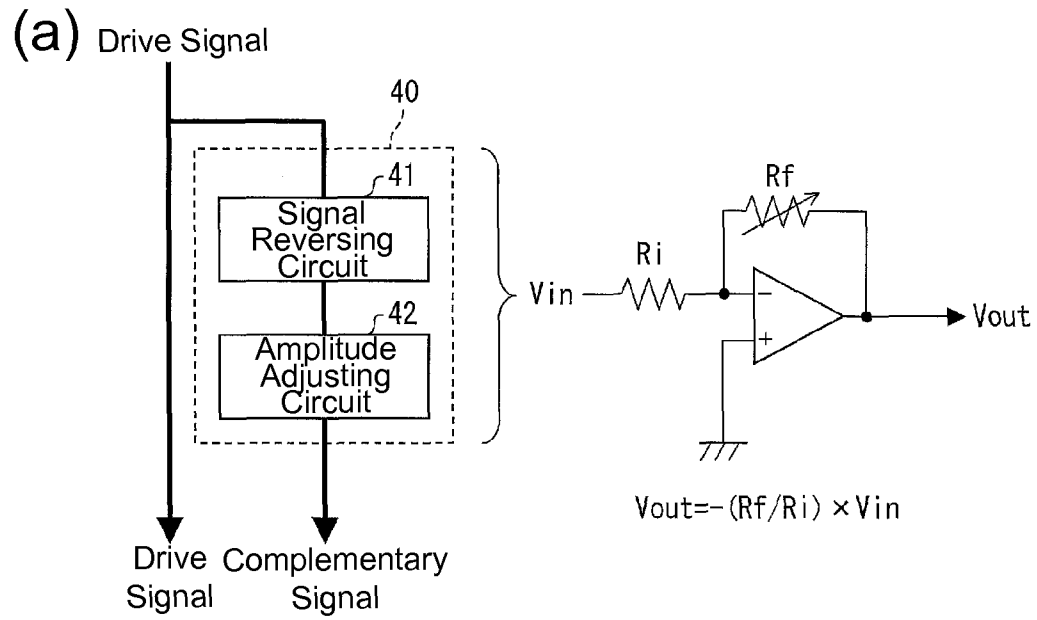 (a)
Drive Signal
40
41
Signal
Reversing
Circuit
42
Amplitude
Adjusting
Circuit
Drive
Signal
Complementary
Signal
Rf
Ri
Vin
−
+
Vout
Vout=-(Rf/Ri)×Vin